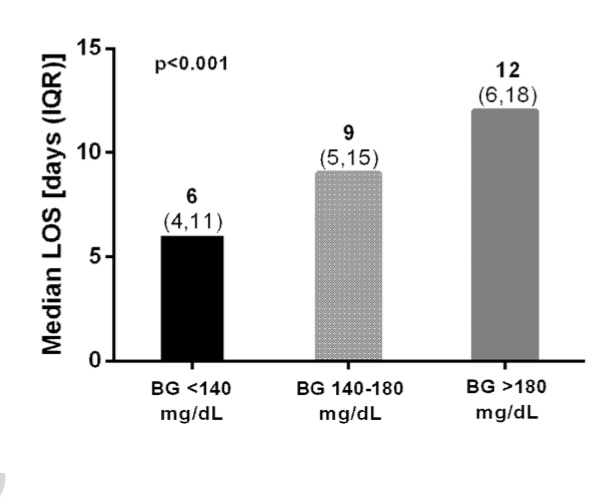 Median LOS [days (IQR)]
15
10
5
0
p<0.001
6
(4,11)
9
(5,15)
12
(6,18)
BG <140
mg/dL
BG 140-180
mg/dL
BG >180
mg/dL